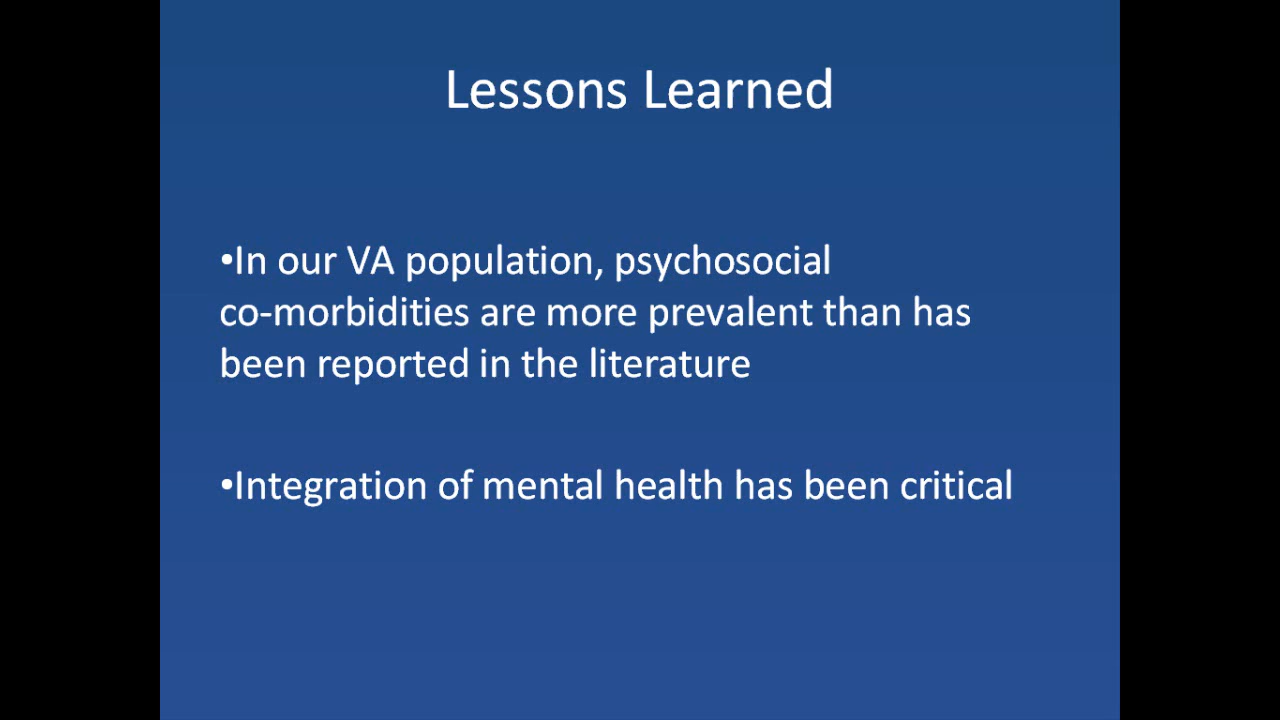 Lessons Learned
•In our VA population, psychosocial
co-morbidities are more prevalent than has
been reported in the literature
•Integration of mental health has been critical